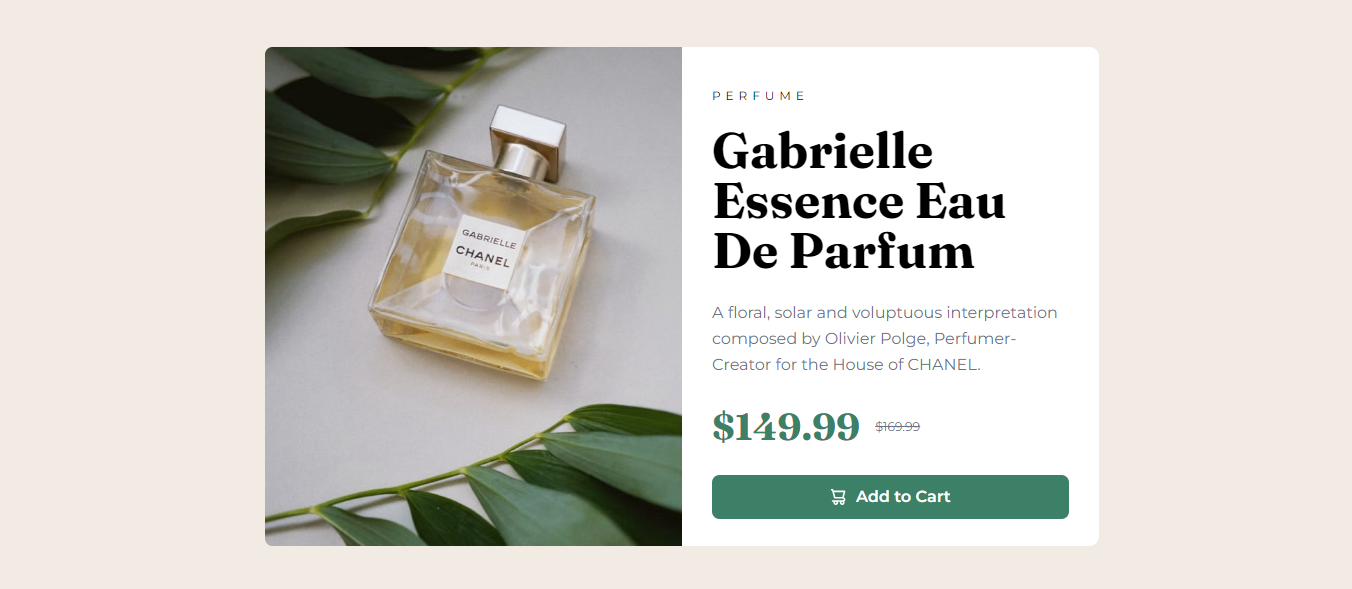 GABRIELLE
CHANEL
PARIS
PERFUME
Gabrielle
Essence Eau
De Parfum
A floral, solar and voluptuous interpretation
composed by Olivier Polge, Perfumer-
Creator for the House of CHANEL.
$149.99 $169.99
Add to Cart